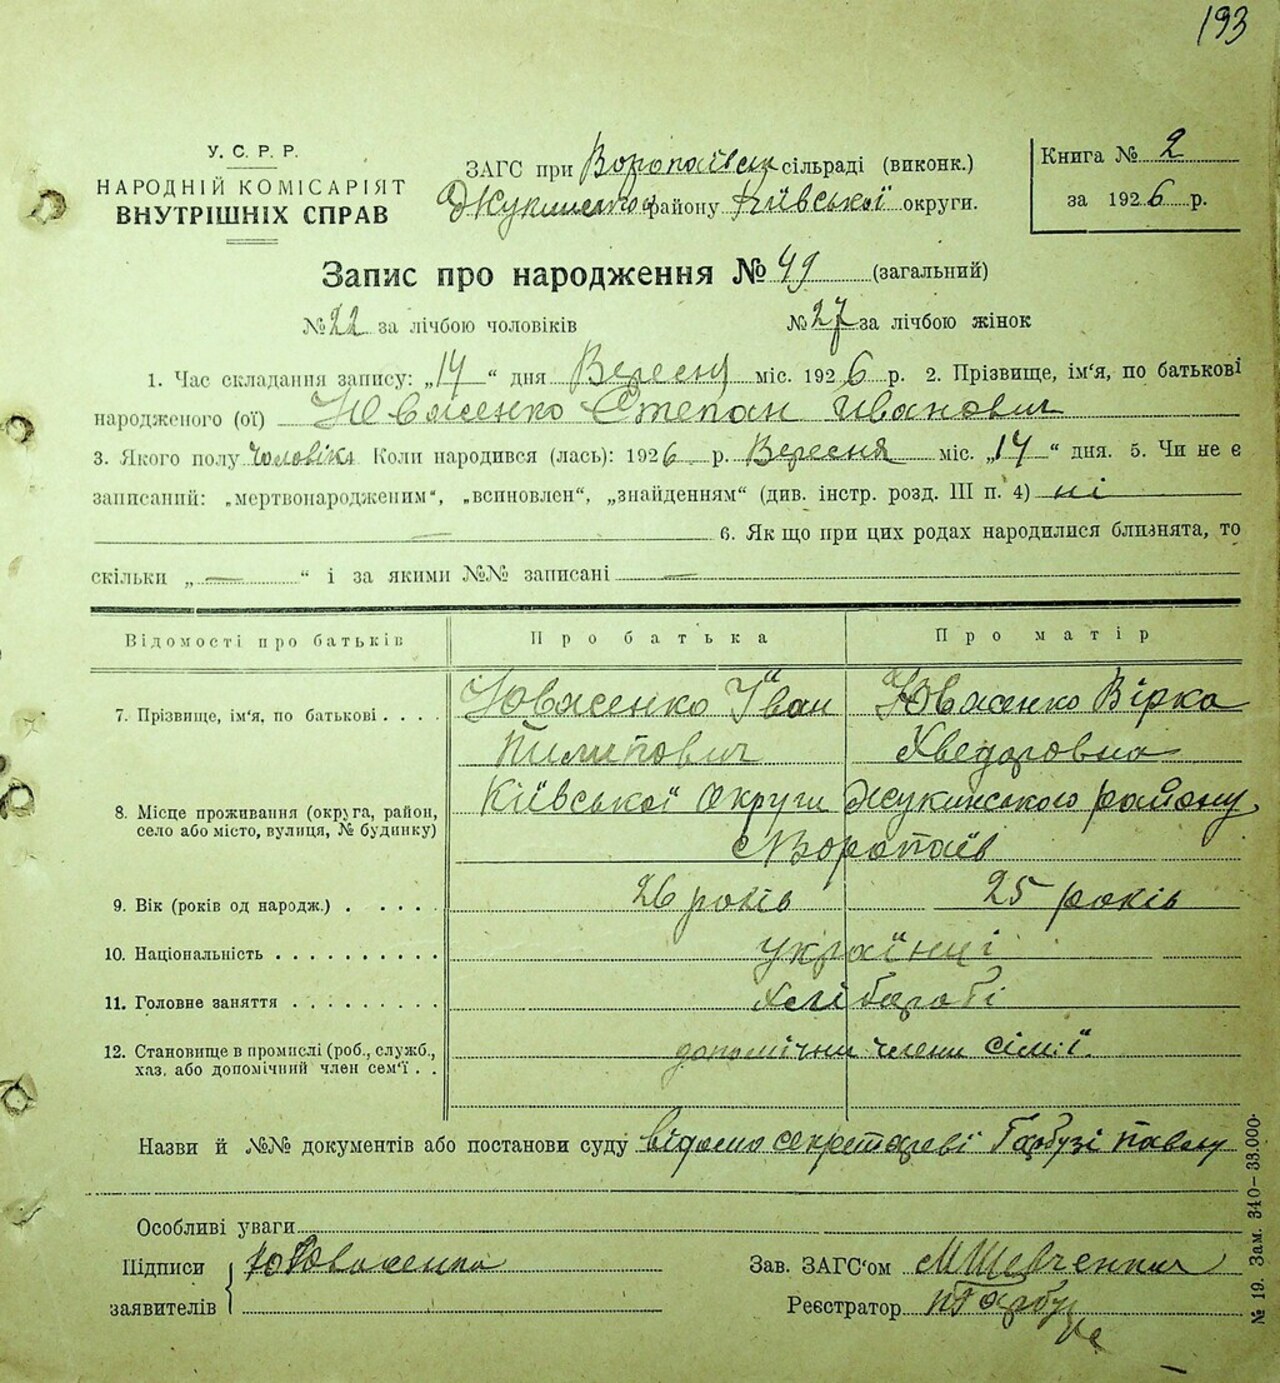 193
У. С. Р. Р.
НАРОДНІЙ КОМІСАРІЯТ
ВНУТРІШНІХ СПРАВ
ЗАГС при Воропаївск сільраді (виконк.)
Жукинського району Київської округи.
Книга № 2
за 1926 р.
Запис про народження № 49 (загальний)
№ 22 за лічбою чоловіків № 27 за лічбою жінок
1. Час складання запису: „14“ дня Вересня міс. 1926 р. 2. Прізвище, ім'я, по батькові
народженого (ої) Ювженко Степан Иванович
3. Якого полу чоловік Коли народився (лась): 1926 р. Вересня міс. „14“ дня. 5. Чи не є
записаний: „мертвонародженим“, „вспновлен“, „знайденням“ (див. інстр. розд. III п. 4) ні
— 6. Як що при цих родах народилися близнята, то
скільки „—“ і за якими №№ записані —
Відомості про батьків Про батька Про матір
7. Прізвище, ім'я, по батькові . . . . Ювженко Іван Ювженко Вірка
Пилипович Хведоровна
8. Місце проживання (округа, район, Київської округи Жукинського району
село або місто, вулиця, № будинку) с Воропаїв
9. Вік (років од народж.) . . . . . 26 років 25 років
10. Національність . . . . . . . . . . українці
11. Головне заняття . . . . . . . . . хлібороби
12. Становище в промислі (роб., служб., допомічни члени сім:ї.
хаз. або допомічний член сем'ї . .
Назви й №№ документів або постанови суду відомо секретареві Гарбузі Павлу
Особливі уваги
Підписи
заявителів
Зав. ЗАГС'ом М Шевченко
Реєстратор П Гарбуз
№ 19. Зам. 340–33.000.